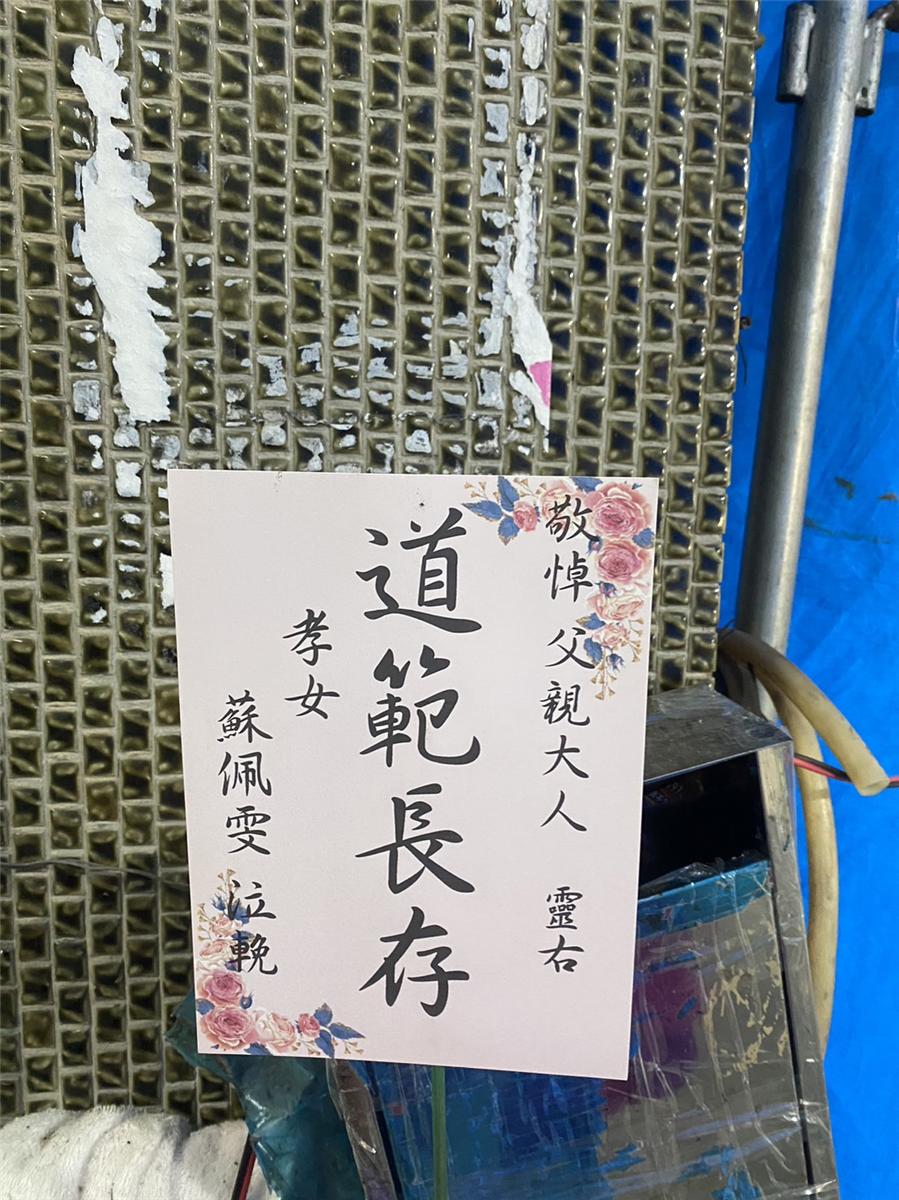 敬悼 父親大人 靈右
道範長存
孝女
蘇佩雯 泣輓